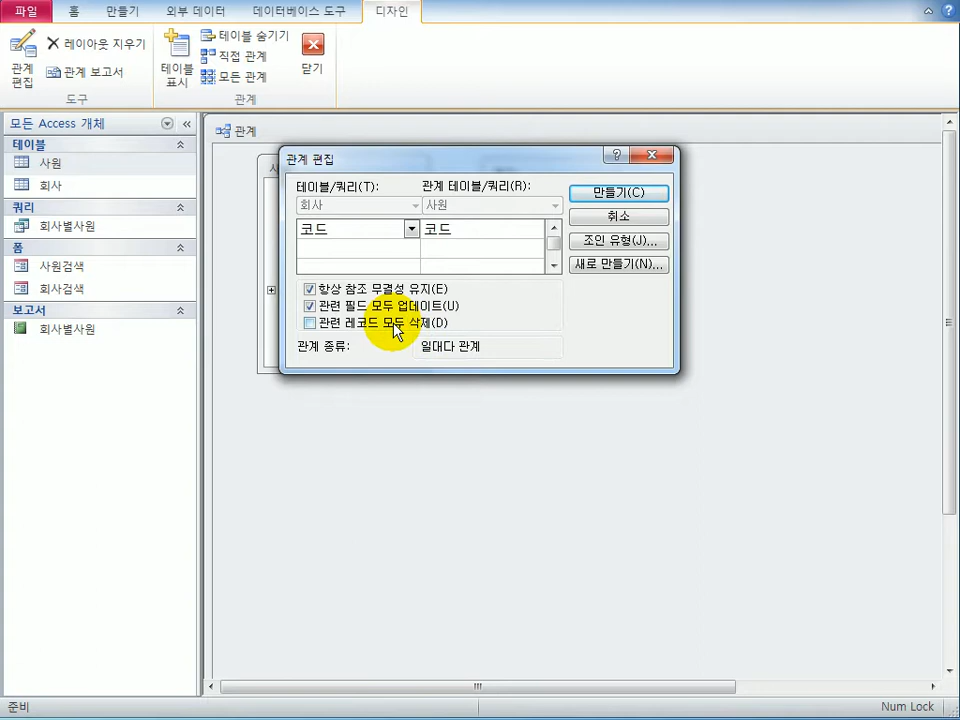 파일 홈 만들기 외부 데이터 데이터베이스 도구 디자인
관계
편집
레이아웃 지우기
관계 보고서
도구
테이블
표시
테이블 숨기기
직접 관계
모든 관계
닫기
관계
모든 Access 개체
테이블
사원
회사
쿼리
회사별사원
폼
사원검색
회사검색
보고서
회사별사원
관계
관계 편집
테이블/쿼리(T): 관계 테이블/쿼리(R):
회사 사원
코드 코드
항상 참조 무결성 유지(E)
관련 필드 모두 업데이트(U)
관련 레코드 모두 삭제(D)
관계 종류: 일대다 관계
만들기(C)
취소
조인 유형(J)...
새로 만들기(N)...
준비 Num Lock